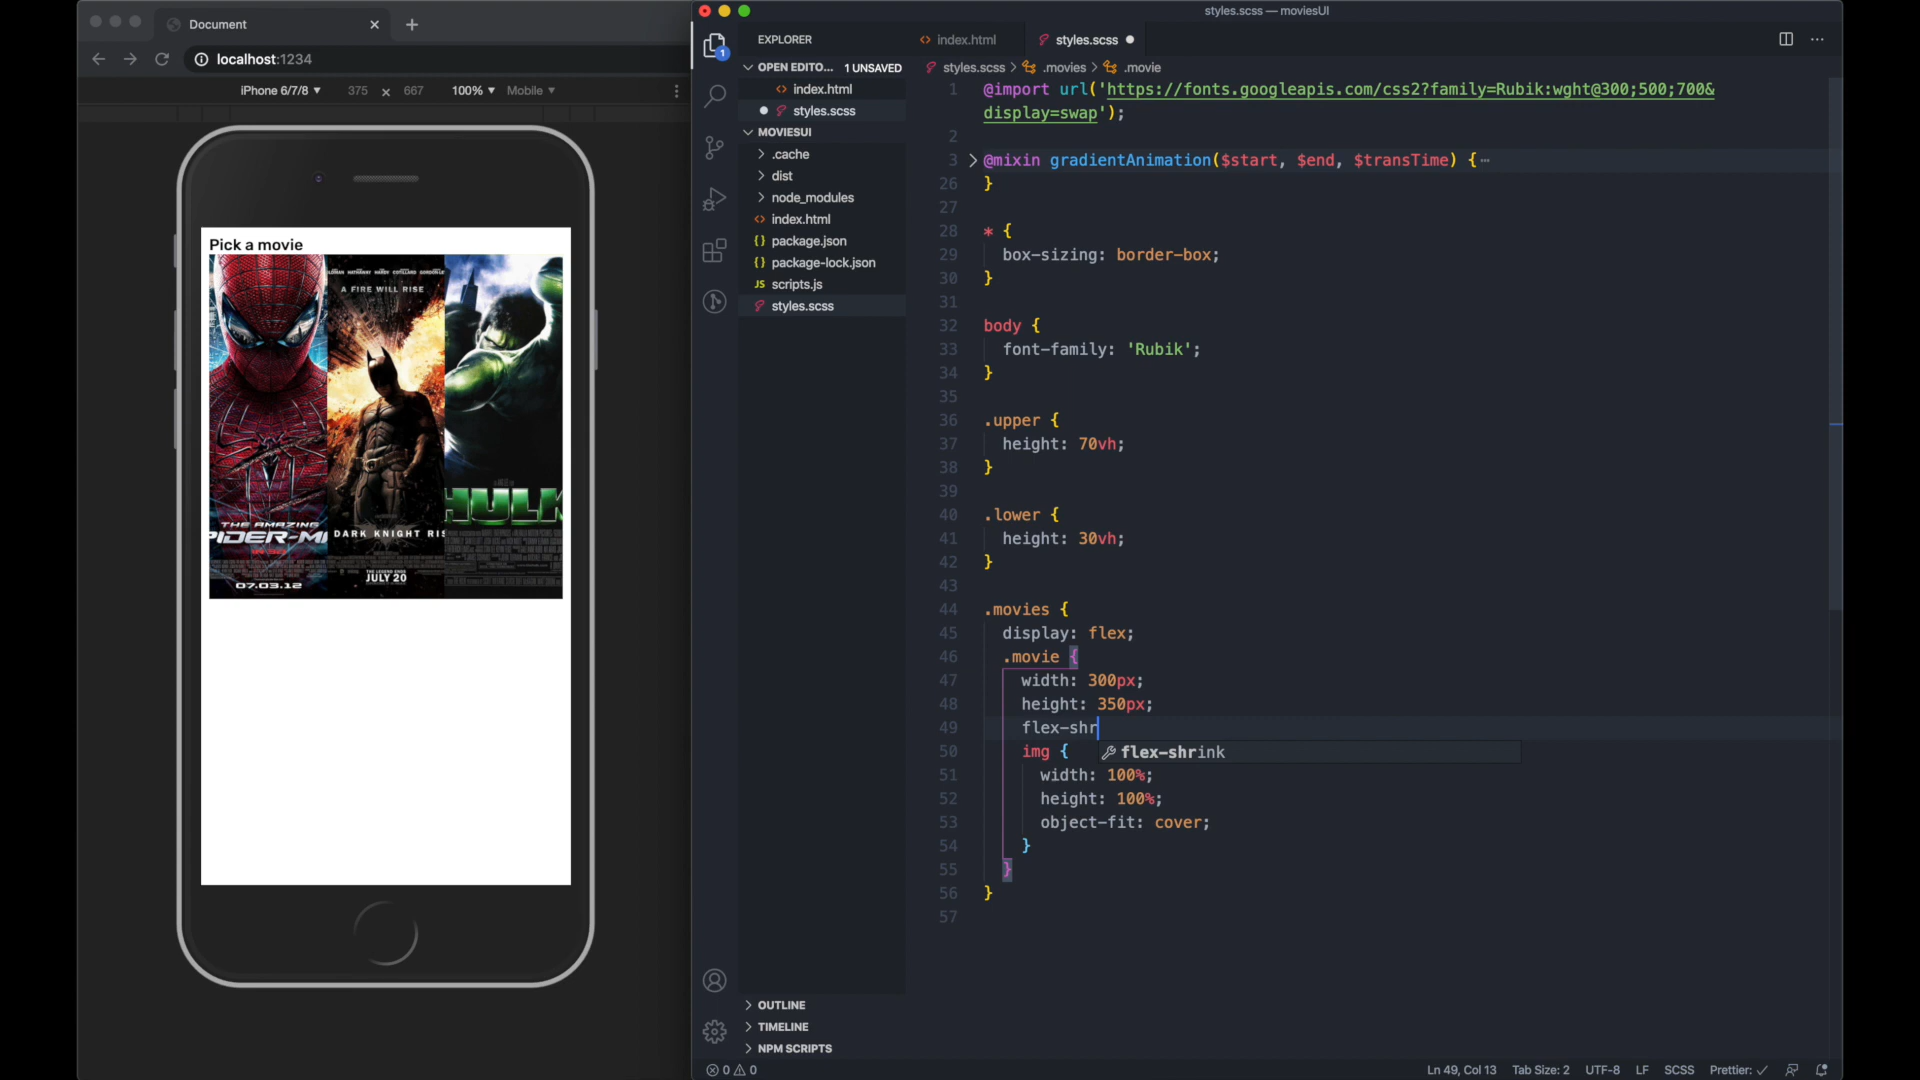 Document
localhost:1234
iPhone 6/7/8 ▾ 375 x 667 100% ▾ Mobile ▾
Pick a movie
THE AMAZING
PIDER-M
07.03.12
A FIRE WILL RISE
DARK KNIGHT RIS
THE LEGEND ENDS
JULY 20
HULK
styles.scss — moviesUI
1
EXPLORER
OPEN EDITO... 1 UNSAVED
index.html
styles.scss
MOVIESUI
.cache
dist
node_modules
index.html
package.json
package-lock.json
JS scripts.js
styles.scss
OUTLINE
TIMELINE
NPM SCRIPTS
index.html
styles.scss
styles.scss > .movies > .movie
1 @import url('https://fonts.googleapis.com/css2?family=Rubik:wght@300;500;700&
display=swap');
2
3 @mixin gradientAnimation($start, $end, $transTime) {…
26 }
27
28 * {
29 box-sizing: border-box;
30 }
31
32 body {
33 font-family: 'Rubik';
34 }
35
36 .upper {
37 height: 70vh;
38 }
39
40 .lower {
41 height: 30vh;
42 }
43
44 .movies {
45 display: flex;
46 .movie {
47 width: 300px;
48 height: 350px;
49 flex-shr
50 img {
flex-shrink
51 width: 100%;
52 height: 100%;
53 object-fit: cover;
54 }
55 }
56 }
57
0 0
Ln 49, Col 13 Tab Size: 2 UTF-8 LF SCSS Prettier: ✓